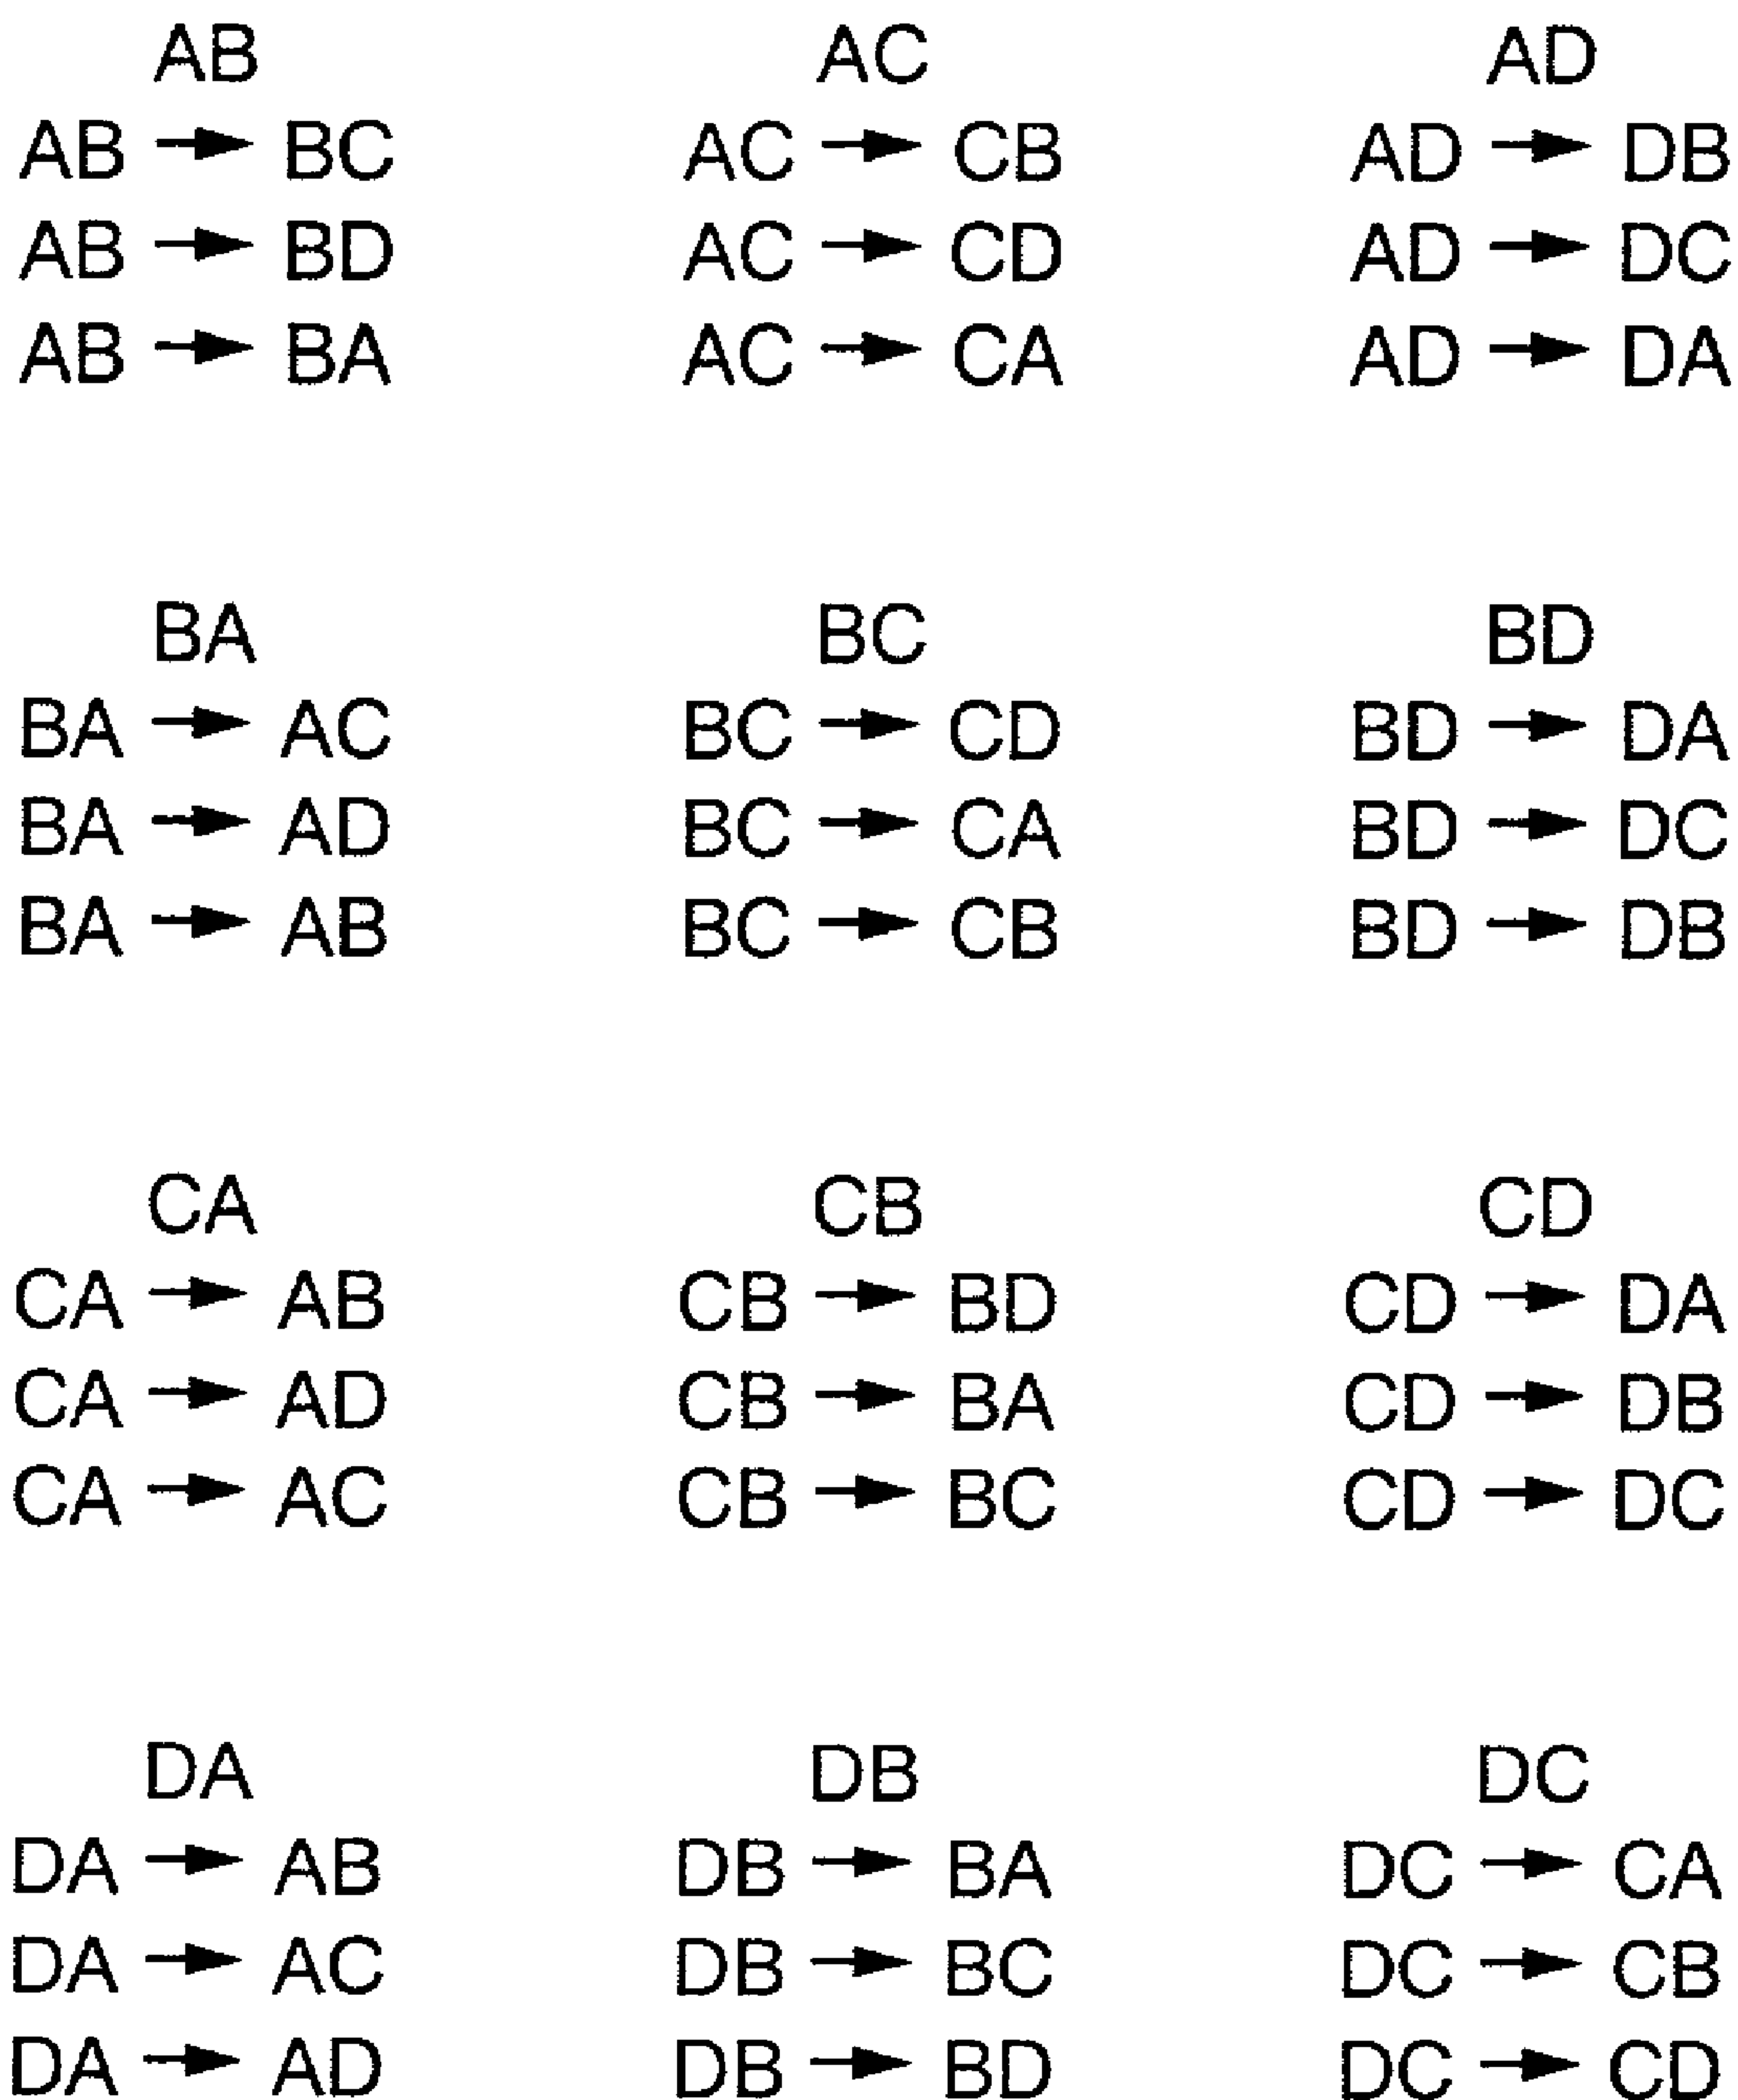 AB AC AD
AB → BC AC → CB AD → DB
AB → BD AC → CD AD → DC
AB → BA AC → CA AD → DA
BA BC BD
BA → AC BC → CD BD → DA
BA → AD BC → CA BD → DC
BA → AB BC → CB BD → DB
CA CB CD
CA → AB CB → BD CD → DA
CA → AD CB → BA CD → DB
CA → AC CB → BC CD → DC
DA DB DC
DA → AB DB → BA DC → CA
DA → AC DB → BC DC → CB
DA → AD DB → BD DC → CD